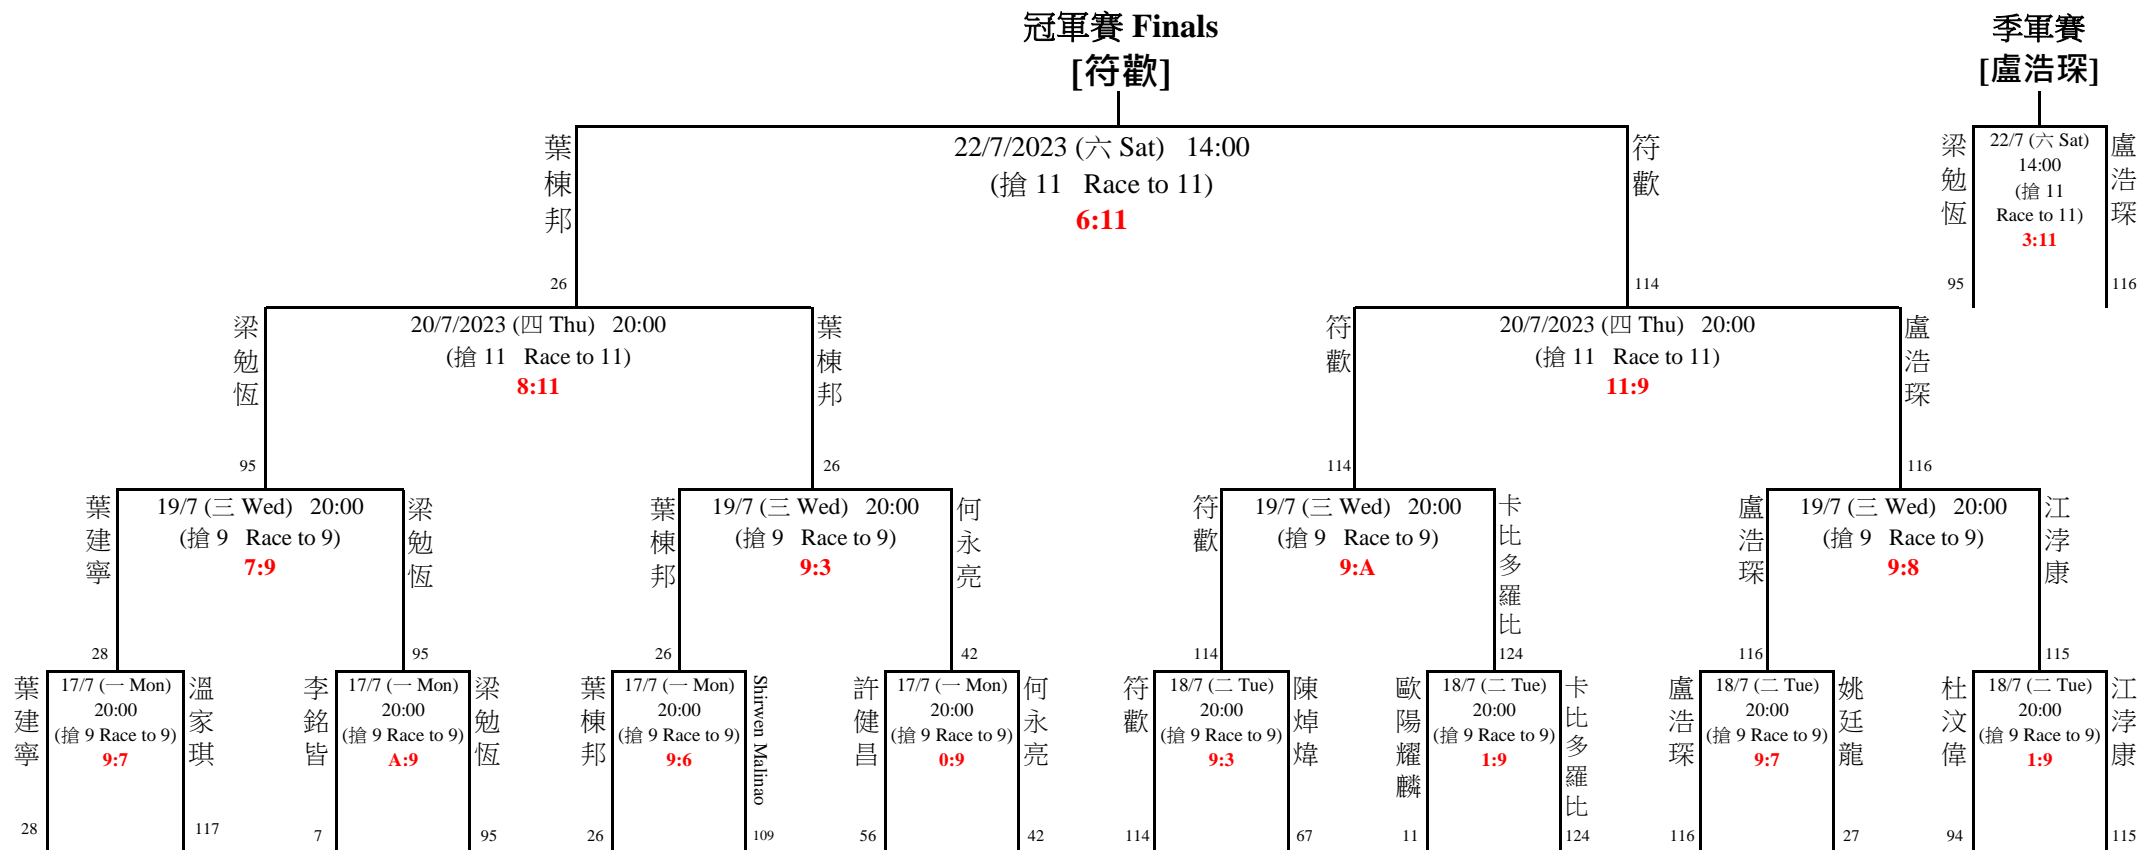 冠軍賽 Finals
[符歡]
季軍賽
[盧浩琛]
葉棟邦
22/7/2023 (六 Sat) 14:00
(搶 11 Race to 11)
6:11
符歡
26
114
梁勉恆
22/7 (六 Sat)
14:00
(搶 11
Race to 11)
3:11
盧浩琛
95
116
梁勉恆
20/7/2023 (四 Thu) 20:00
(搶 11 Race to 11)
8:11
葉棟邦
95
26
符歡
20/7/2023 (四 Thu) 20:00
(搶 11 Race to 11)
11:9
盧浩琛
114
116
葉建寧
19/7 (三 Wed) 20:00
(搶 9 Race to 9)
7:9
梁勉恆
28
95
葉棟邦
19/7 (三 Wed) 20:00
(搶 9 Race to 9)
9:3
何永亮
26
42
符歡
19/7 (三 Wed) 20:00
(搶 9 Race to 9)
9:A
卡比多羅比
114
124
盧浩琛
19/7 (三 Wed) 20:00
(搶 9 Race to 9)
9:8
江浡康
116
115
葉建寧
17/7 (一 Mon)
20:00
(搶 9 Race to 9)
9:7
溫家琪
28
117
李銘皆
17/7 (一 Mon)
20:00
(搶 9 Race to 9)
A:9
梁勉恆
7
95
葉棟邦
17/7 (一 Mon)
20:00
(搶 9 Race to 9)
9:6
Shirwen Malinao
26
109
許健昌
17/7 (一 Mon)
20:00
(搶 9 Race to 9)
0:9
何永亮
56
42
符歡
18/7 (二 Tue)
20:00
(搶 9 Race to 9)
9:3
陳焯煒
114
67
歐陽耀麟
18/7 (二 Tue)
20:00
(搶 9 Race to 9)
1:9
卡比多羅比
11
124
盧浩琛
18/7 (二 Tue)
20:00
(搶 9 Race to 9)
9:7
姚廷龍
116
27
杜汶偉
18/7 (二 Tue)
20:00
(搶 9 Race to 9)
1:9
江浡康
94
115